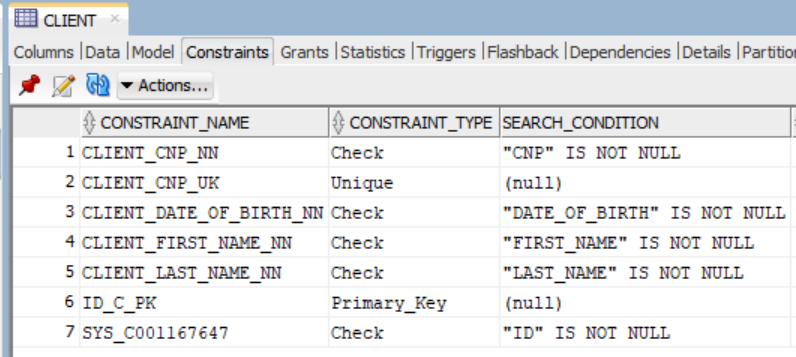 CLIENT ×
Columns | Data | Model | Constraints | Grants | Statistics | Triggers | Flashback | Dependencies | Details |
Actions...
CONSTRAINT_NAME CONSTRAINT_TYPE SEARCH_CONDITION
1 CLIENT_CNP_NN Check "CNP" IS NOT NULL
2 CLIENT_CNP_UK Unique (null)
3 CLIENT_DATE_OF_BIRTH_NN Check "DATE_OF_BIRTH" IS NOT NULL
4 CLIENT_FIRST_NAME_NN Check "FIRST_NAME" IS NOT NULL
5 CLIENT_LAST_NAME_NN Check "LAST_NAME" IS NOT NULL
6 ID_C_PK Primary_Key (null)
7 SYS_C001167647 Check "ID" IS NOT NULL